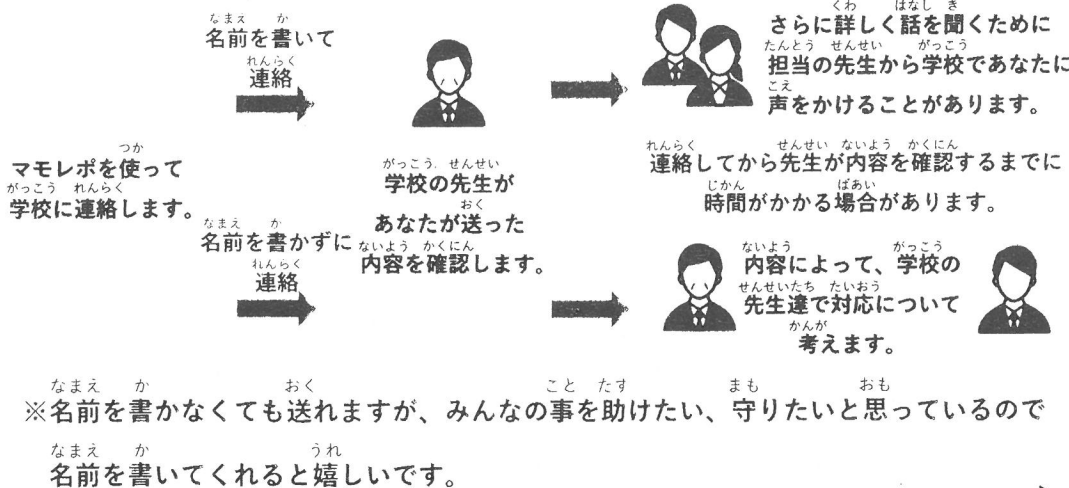 マモレポを使って
学校に連絡します。
名前を書いて
連絡
名前を書かずに
連絡
学校の先生が
あなたが送った
内容を確認します。
さらに詳しく話を聞くために
担当の先生から学校であなたに
声をかけることがあります。
連絡してから先生が内容を確認するまでに
時間がかかる場合があります。
内容によって、学校の
先生達で対応について
考えます。
※名前を書かなくても送れますが、みんなの事を助けたい、守りたいと思っているので
名前を書いてくれると嬉しいです。